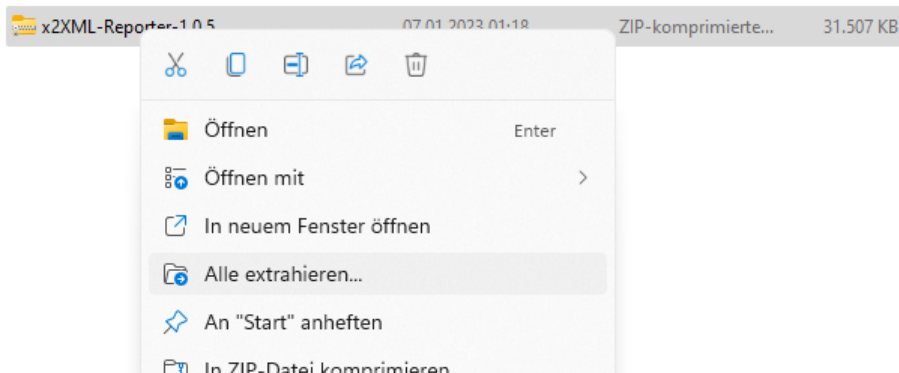 x2XML-Reporter-1.0.5 07.01.2023 01:18 ZIP-komprimierte... 31.507 KB
Öffnen Enter
Öffnen mit
In neuem Fenster öffnen
Alle extrahieren...
An "Start" anheften
In ZIP-Datei komprimieren